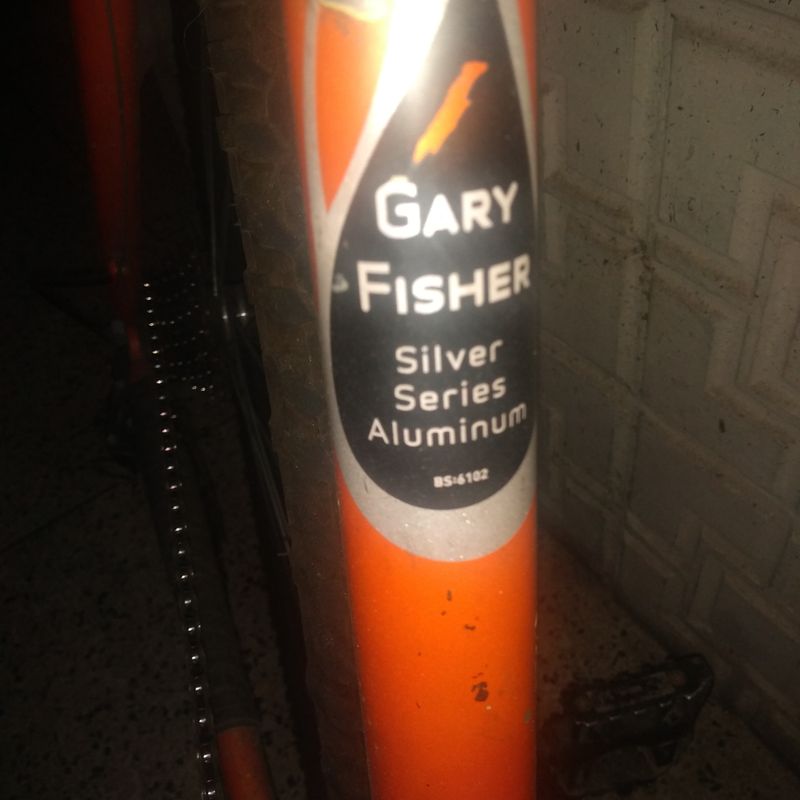 GARY
FISHER
Silver
Series
Aluminum
BS:6102